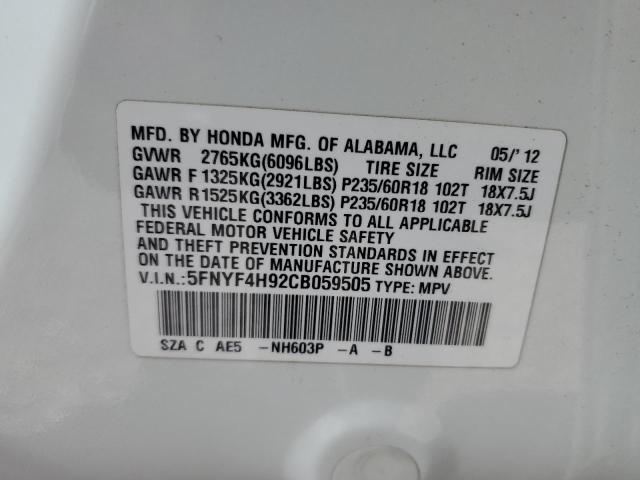 MFD. BY HONDA MFG. OF ALABAMA, LLC 05/' 12
GVWR 2765KG(6096LBS) TIRE SIZE RIM SIZE
GAWR F 1325KG(2921LBS) P235/60R18 102T 18X7.5J
GAWR R 1525KG(3362LBS) P235/60R18 102T 18X7.5J
THIS VEHICLE CONFORMS TO ALL APPLICABLE
FEDERAL MOTOR VEHICLE SAFETY
AND THEFT PREVENTION STANDARDS IN EFFECT
ON THE DATE OF MANUFACTURE SHOWN ABOVE.
V.I.N.:5FNYF4H92CB059505 TYPE: MPV
SZA C AE5 -NH603P -A -B